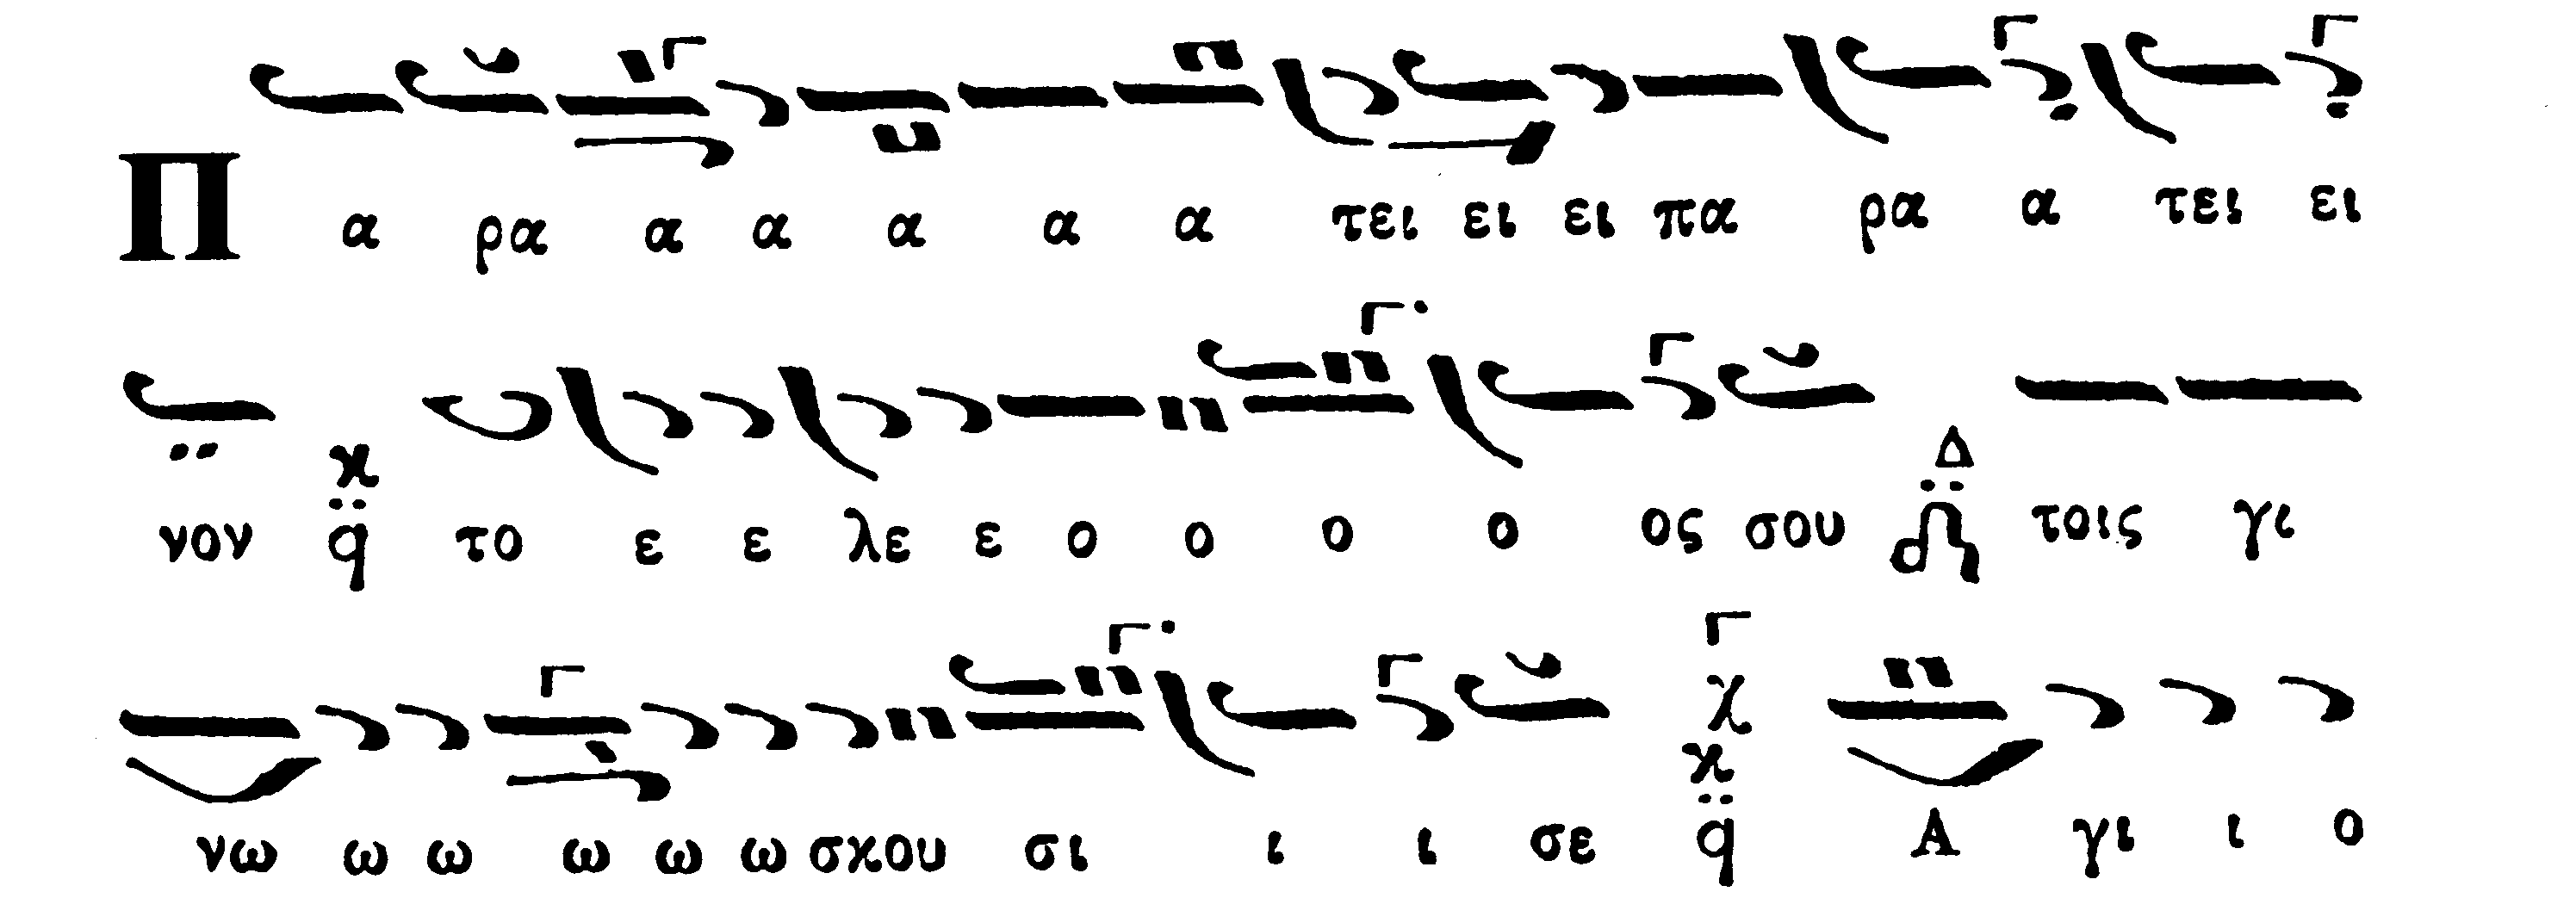 Π α ρα α α α α α τει ει ει πα ρα α τει ει
νον ϗ q το ε ε λε ε ο ο ο ο ος σου Δ τοις γι
νω ω ω ω ω ω σκου σι ι ι σε χ ϗ q Α γι ι ο